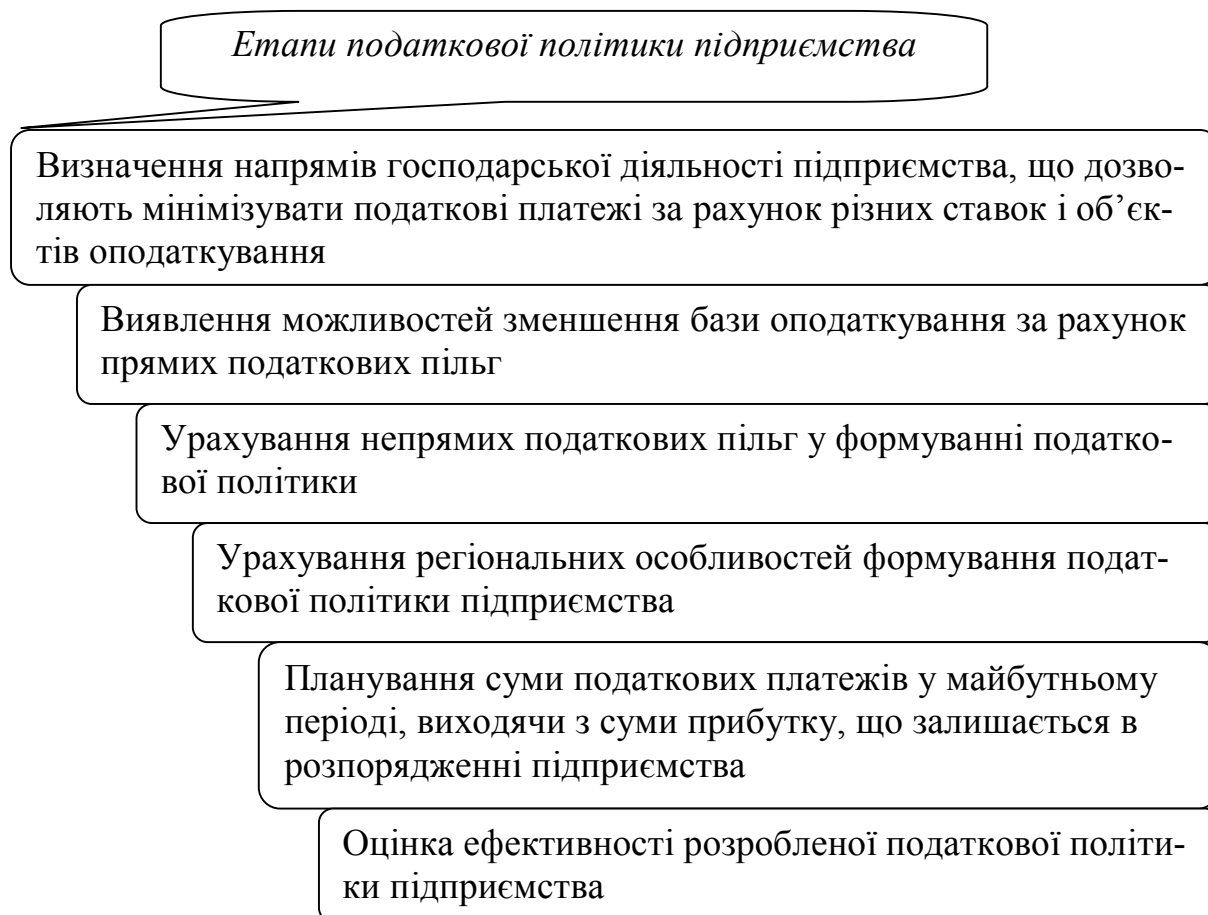 Етапи податкової політики підприємства
Визначення напрямів господарської діяльності підприємства, що дозво-
ляють мінімізувати податкові платежі за рахунок різних ставок і об’єк-
тів оподаткування
Виявлення можливостей зменшення бази оподаткування за рахунок
прямих податкових пільг
Урахування непрямих податкових пільг у формуванні податко-
вої політики
Урахування регіональних особливостей формування подат-
кової політики підприємства
Планування суми податкових платежів у майбутньому
періоді, виходячи з суми прибутку, що залишається в
розпорядженні підприємства
Оцінка ефективності розробленої податкової політи-
ки підприємства